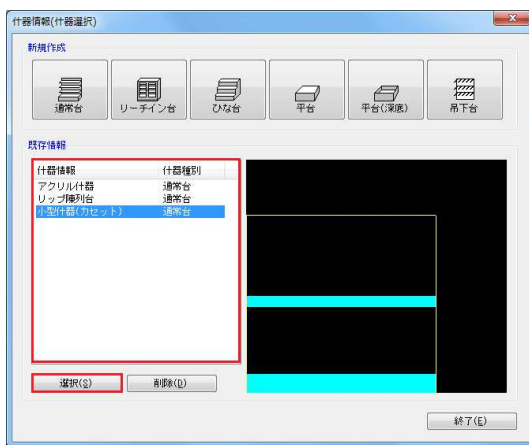 什器情報(什器選択)
新規作成
通常台 リーチイン台 ひな台 平台 平台(深底) 吊下台
既存情報
什器情報 什器種別
アクリル什器 通常台
リップ陳列台 通常台
小型什器(カセット) 通常台
選択(S) 削除(D)
終了(E)